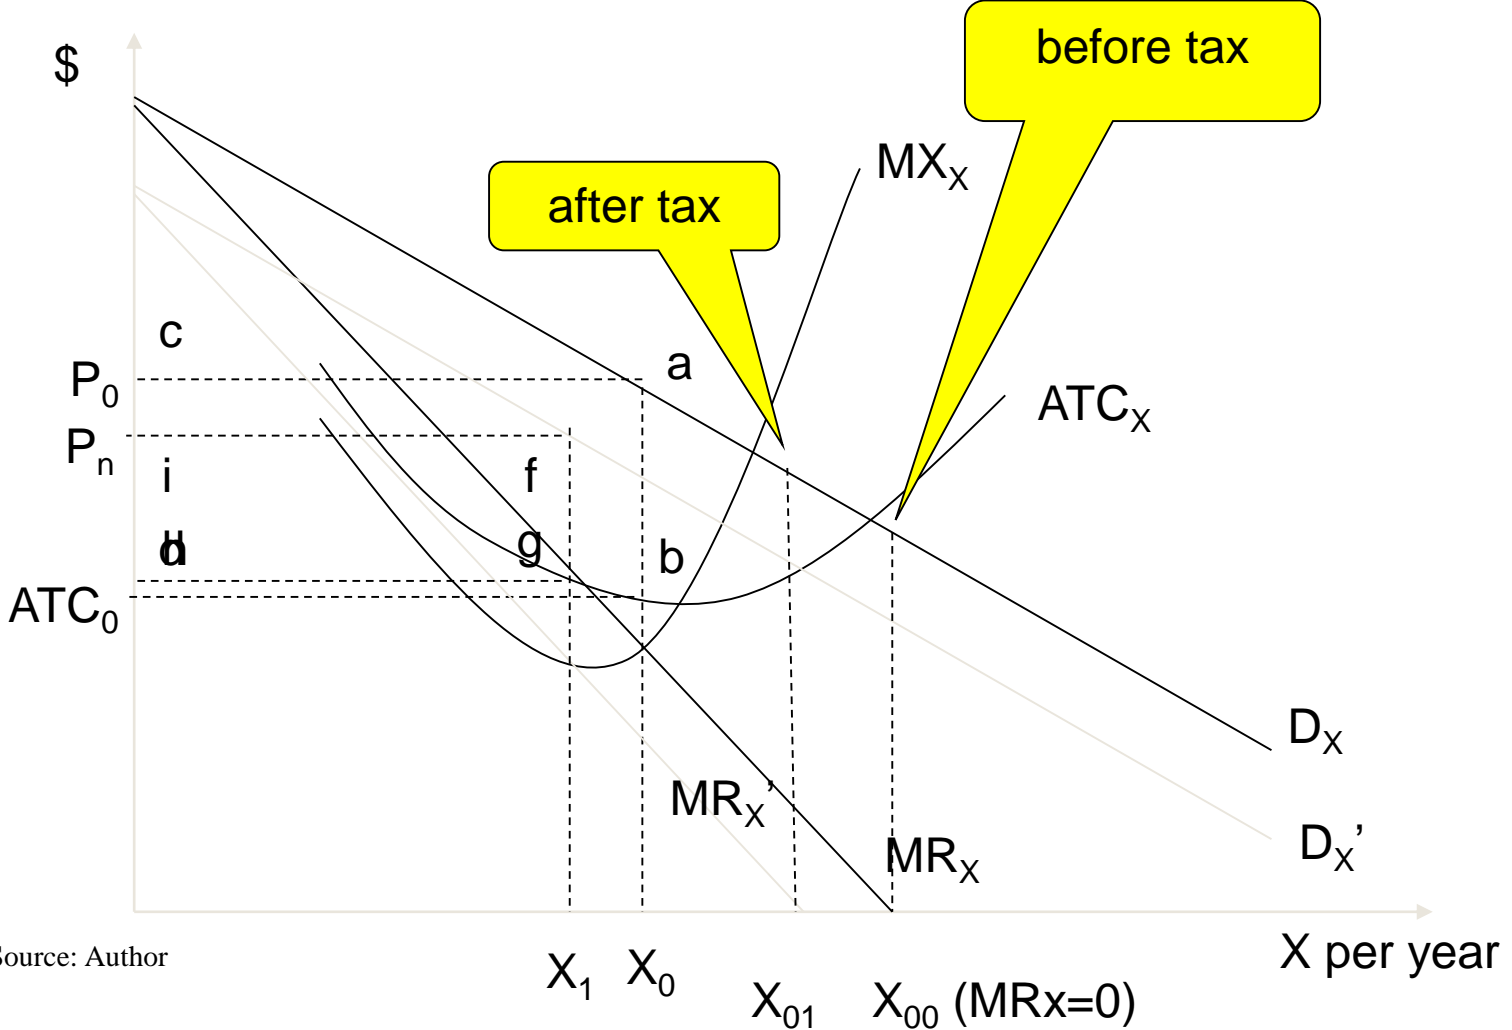 before tax
$
MX_X
after tax
c
a
P_0
ATC_X
P_n
i
f
g
b
ATC_0
D_X
MR_X’
D_X’
MR_X
Source: Author
X per year
X_1
X_0
X_01
X_00 (MRx=0)